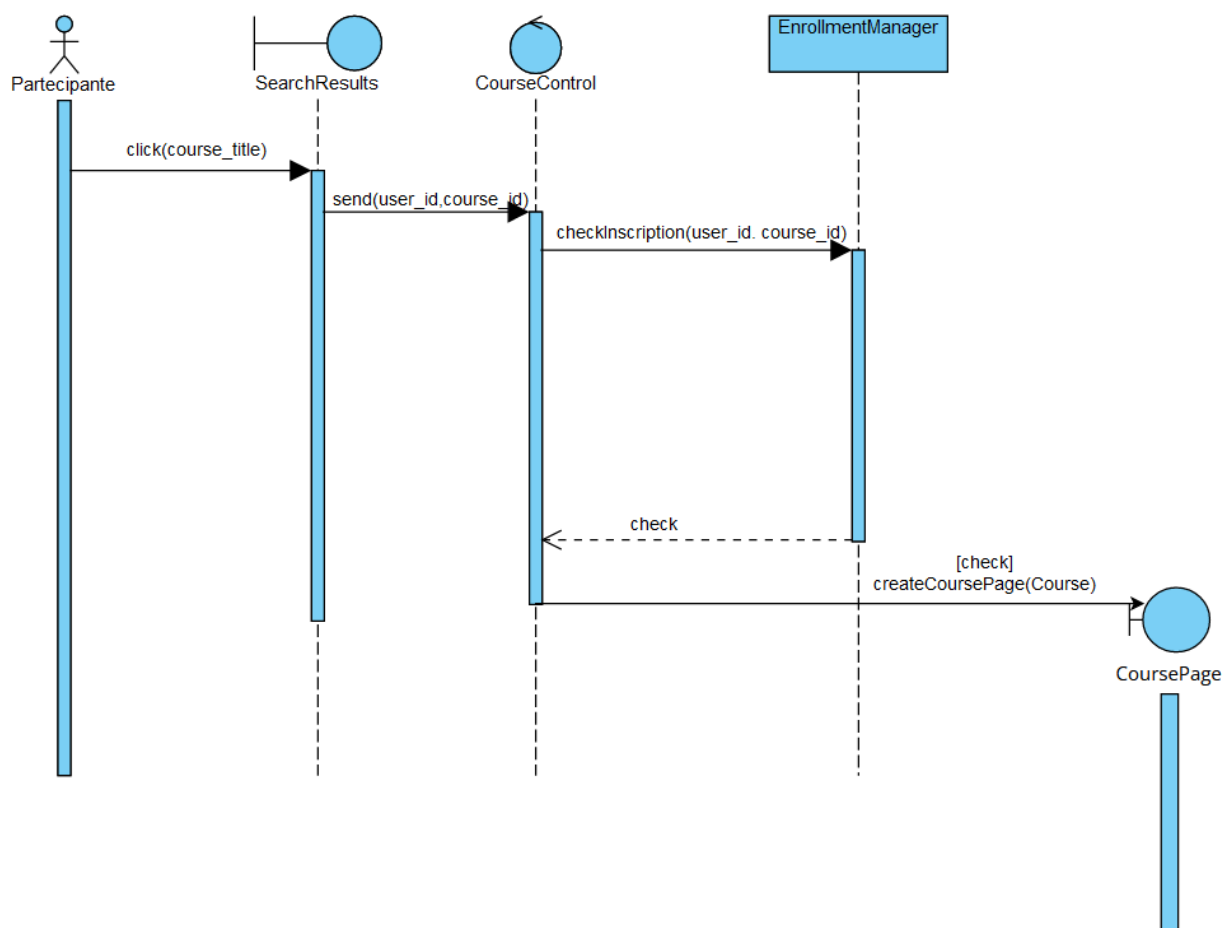 EnrollmentManager
Partecipante
SearchResults
CourseControl
click(course_title)
send(user_id,course_id)
checkInscription(user_id. course_id)
check
[check]
createCoursePage(Course)
CoursePage